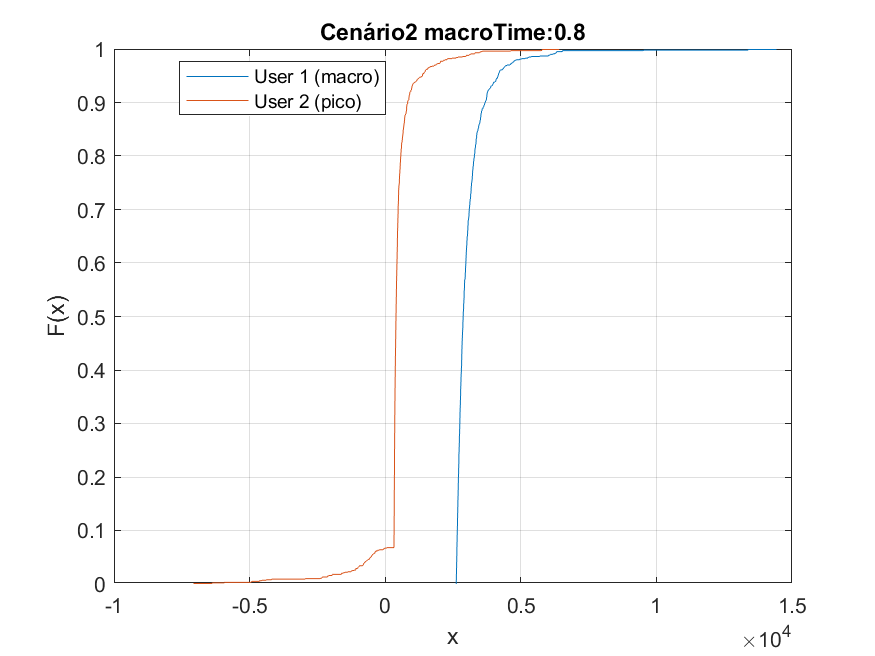 Cenário2 macroTime:0.8
User 1 (macro)
User 2 (pico)
F(x)
1
0.9
0.8
0.7
0.6
0.5
0.4
0.3
0.2
0.1
0
-1 -0.5 0 0.5 1 1.5
x
×10⁴